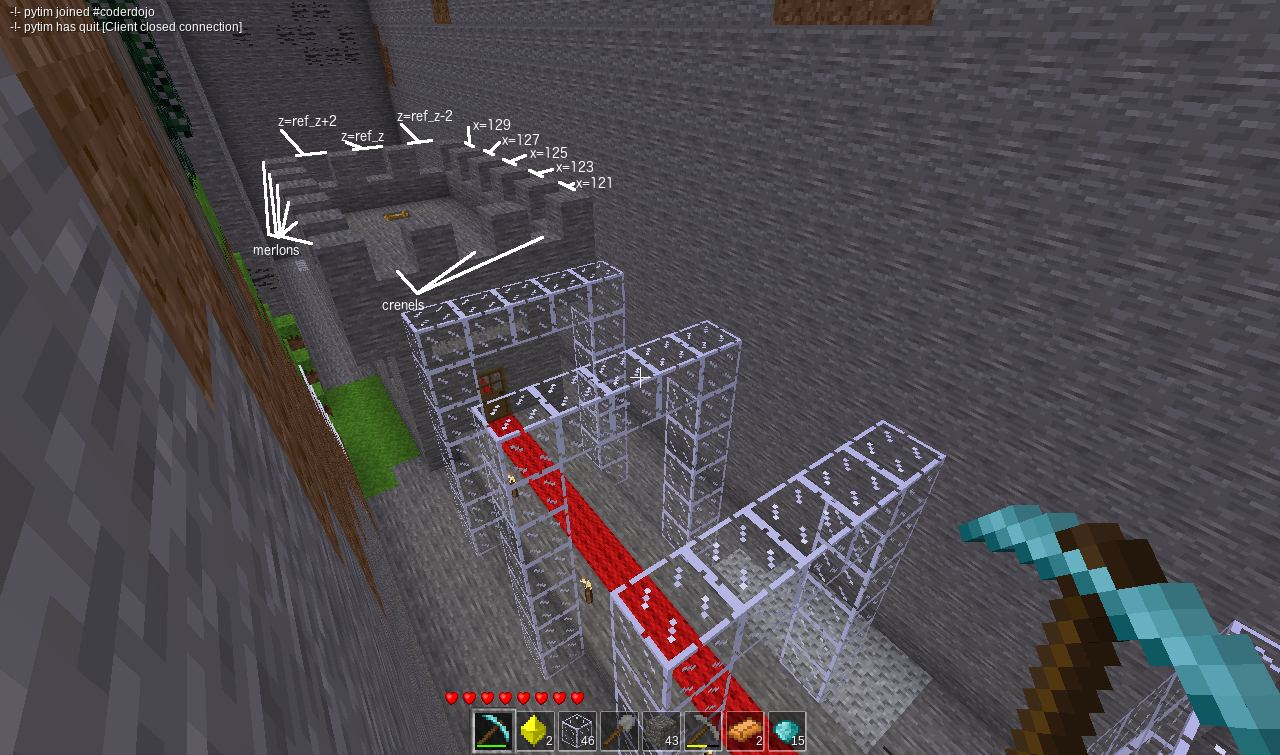 -!- pytim joined #coderdojo
-!- pytim has quit [Client closed connection]
z=ref_z+2
z=ref_z
z=ref_z-2
x=129
x=127
x=125
x=123
x=121
merlons
crenels
2
46
43
2
15